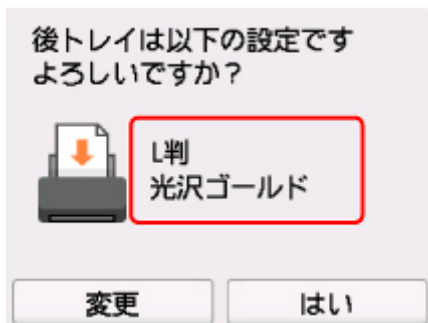 後トレイは以下の設定です
よろしいですか？
L判
光沢ゴールド
変更
はい